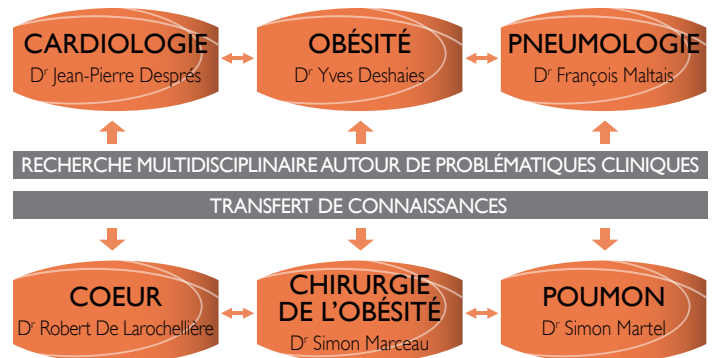 CARDIOLOGIE
Dr Jean-Pierre Després
OBÉSITÉ
Dr Yves Deshaies
PNEUMOLOGIE
Dr François Maltais
RECHERCHE MULTIDISCIPLINAIRE AUTOUR DE PROBLÉMATIQUES CLINIQUES
TRANSFERT DE CONNAISSANCES
COEUR
Dr Robert De Larochellière
CHIRURGIE
DE L'OBÉSITÉ
Dr Simon Marceau
POUMON
Dr Simon Martel